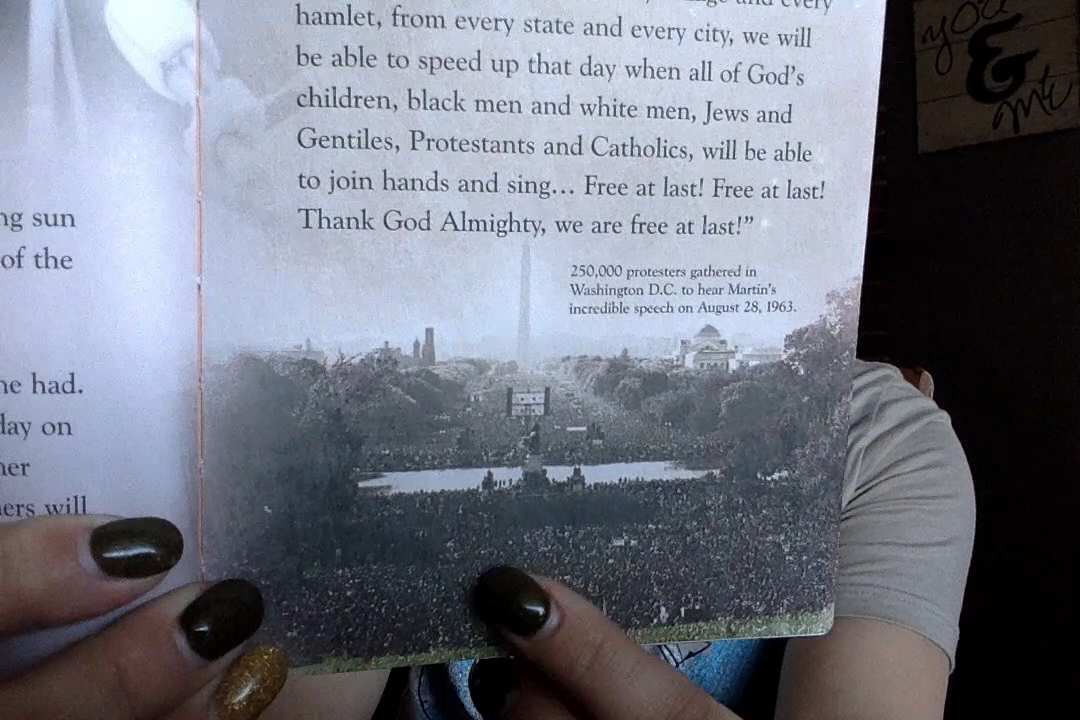 ng sun
of the
he had.
day on
her
ers will
and every
hamlet, from every state and every city, we will
be able to speed up that day when all of God's
children, black men and white men, Jews and
Gentiles, Protestants and Catholics, will be able
to join hands and sing... Free at last! Free at last!
Thank God Almighty, we are free at last!”
250,000 protesters gathered in
Washington D.C. to hear Martin's
incredible speech on August 28, 1963.
you
&
me